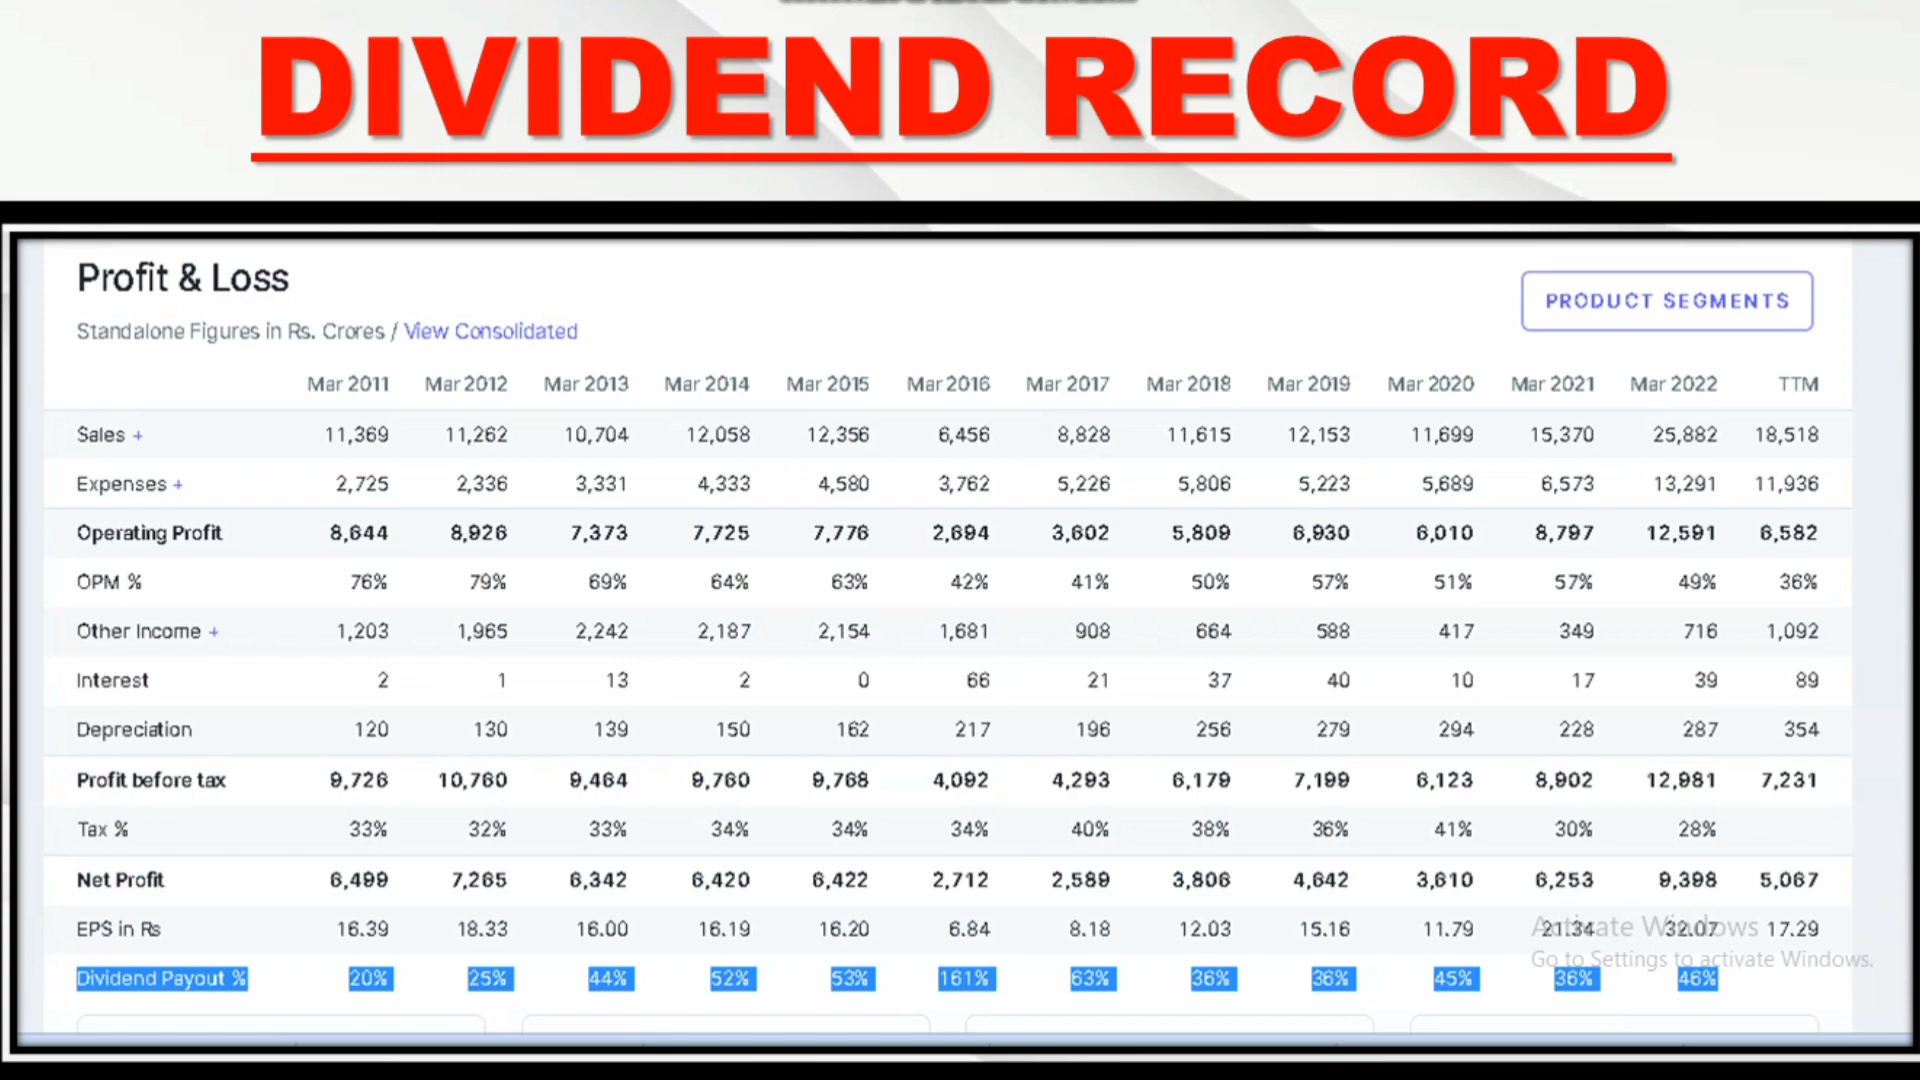 DIVIDEND RECORD
Profit & Loss
PRODUCT SEGMENTS
Standalone Figures in Rs. Crores / View Consolidated
Mar 2011 Mar 2012 Mar 2013 Mar 2014 Mar 2015 Mar 2016 Mar 2017 Mar 2018 Mar 2019 Mar 2020 Mar 2021 Mar 2022 TTM
Sales + 11,369 11,262 10,704 12,058 12,356 6,456 8,828 11,615 12,153 11,699 15,370 25,882 18,518
Expenses + 2,725 2,336 3,331 4,333 4,580 3,762 5,226 5,806 5,223 5,689 6,573 13,291 11,936
Operating Profit 8,644 8,926 7,373 7,725 7,776 2,694 3,602 5,809 6,930 6,010 8,797 12,591 6,582
OPM % 76% 79% 69% 64% 63% 42% 41% 50% 57% 51% 57% 49% 36%
Other Income + 1,203 1,965 2,242 2,187 2,154 1,681 908 664 588 417 349 716 1,092
Interest 2 1 13 2 0 66 21 37 40 10 17 39 89
Depreciation 120 130 139 150 162 217 196 256 279 294 228 287 354
Profit before tax 9,726 10,760 9,464 9,760 9,768 4,092 4,293 6,179 7,199 6,123 8,902 12,981 7,231
Tax % 33% 32% 33% 34% 34% 34% 40% 38% 36% 41% 30% 28%
Net Profit 6,499 7,265 6,342 6,420 6,422 2,712 2,589 3,806 4,642 3,610 6,253 9,398 5,067
EPS in Rs 16.39 18.33 16.00 16.19 16.20 6.84 8.18 12.03 15.16 11.79 21.34 32.07 17.29
Activate Windows
Go to Settings to activate Windows.
Dividend Payout % 20% 25% 44% 52% 53% 161% 63% 36% 36% 45% 36% 46%